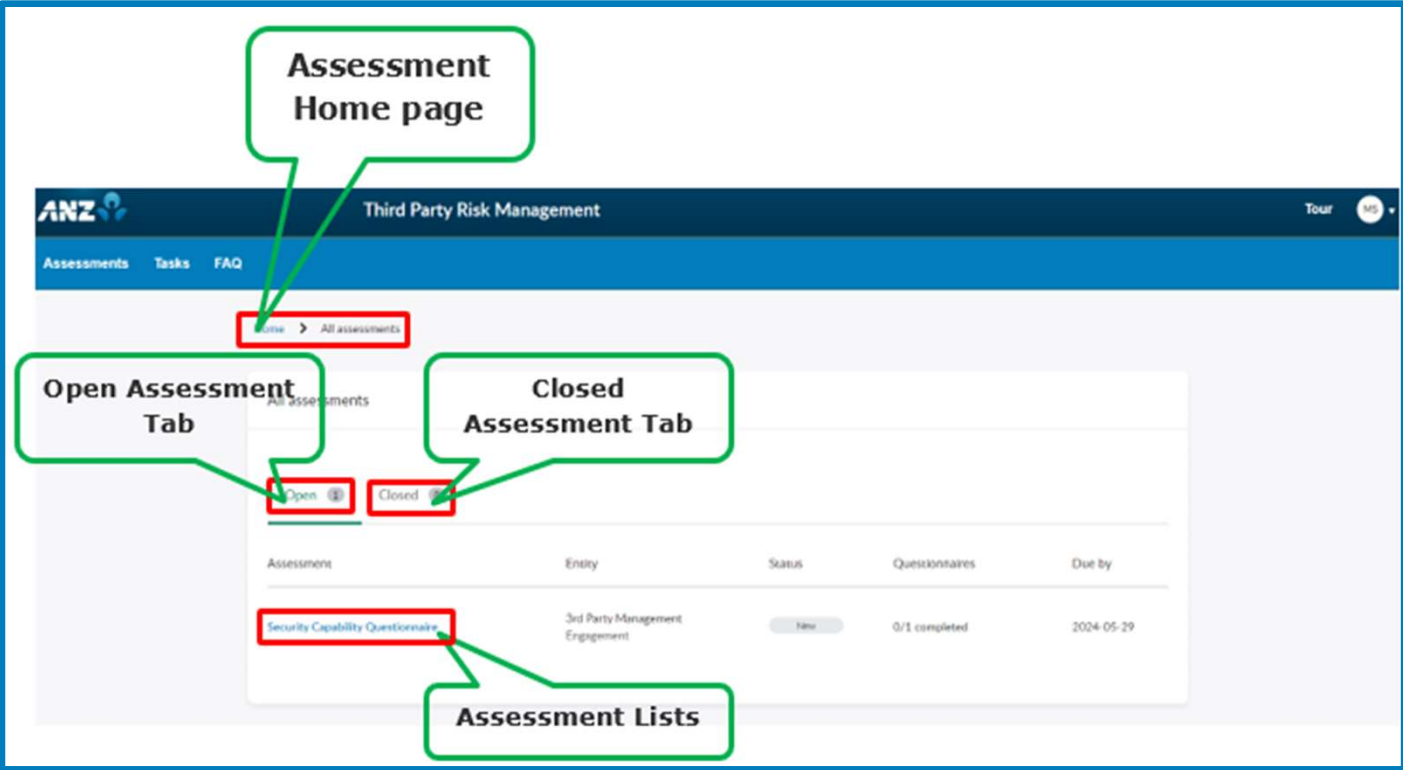 Assessment
Home page
ANZ
Third Party Risk Management
Tour
MS
Assessments Tasks FAQ
Home > All assessments
Open Assessment
Tab
Closed
Assessment Tab
All assessments
Open 1
Closed
Assessment Entity Status Questionnaires Due by
Security Capability Questionnaire
3rd Party Management
Engagement
New
0/1 completed
2024-05-29
Assessment Lists